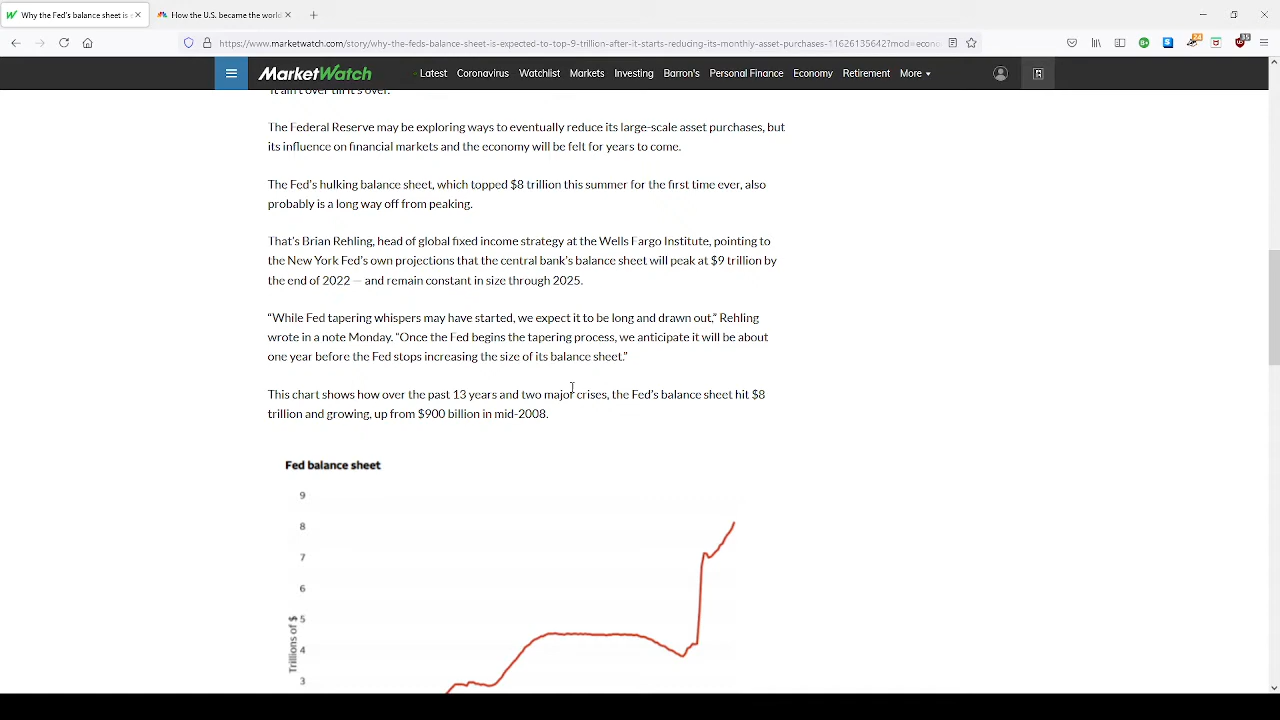 Why the Fed's balance sheet is
How the U.S. became the world
https://www.marketwatch.com/story/why-the-feds-balance-sheet-is-expected-to-top-9-trillion-after-it-starts-reducing-its-monthly-asset-purchases-11626135642?mod=econo
MarketWatch
Latest Coronavirus Watchlist Markets Investing Barron's Personal Finance Economy Retirement More
It ain't over till it's over.
The Federal Reserve may be exploring ways to eventually reduce its large-scale asset purchases, but
its influence on financial markets and the economy will be felt for years to come.
The Fed's hulking balance sheet, which topped $8 trillion this summer for the first time ever, also
probably is a long way off from peaking.
That's Brian Rehling, head of global fixed income strategy at the Wells Fargo Institute, pointing to
the New York Fed's own projections that the central bank's balance sheet will peak at $9 trillion by
the end of 2022 — and remain constant in size through 2025.
“While Fed tapering whispers may have started, we expect it to be long and drawn out,” Rehling
wrote in a note Monday. “Once the Fed begins the tapering process, we anticipate it will be about
one year before the Fed stops increasing the size of its balance sheet.”
This chart shows how over the past 13 years and two major crises, the Fed's balance sheet hit $8
trillion and growing, up from $900 billion in mid-2008.
Fed balance sheet
9
8
7
6
5
4
3
Trillions of $